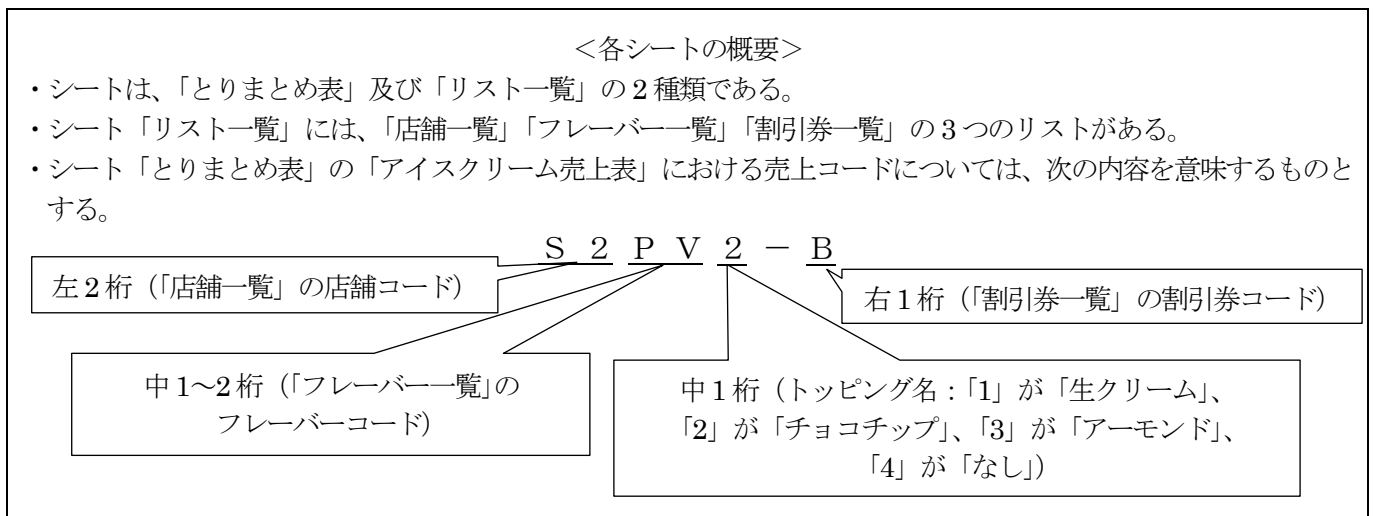 ＜各シートの概要＞
・シートは、「とりまとめ表」及び「リスト一覧」の2種類である。
・シート「リスト一覧」には、「店舗一覧」「フレーバー一覧」「割引券一覧」の3つのリストがある。
・シート「とりまとめ表」の「アイスクリーム売上表」における売上コードについては、次の内容を意味するものと
する。
Ｓ２ＰＶ２－Ｂ
左2桁（「店舗一覧」の店舗コード）
右1桁（「割引券一覧」の割引券コード）
中1～2桁（「フレーバー一覧」の
フレーバーコード）
中1桁（トッピング名：「1」が「生クリーム」、
「2」が「チョコチップ」、「3」が「アーモンド」、
「4」が「なし」）